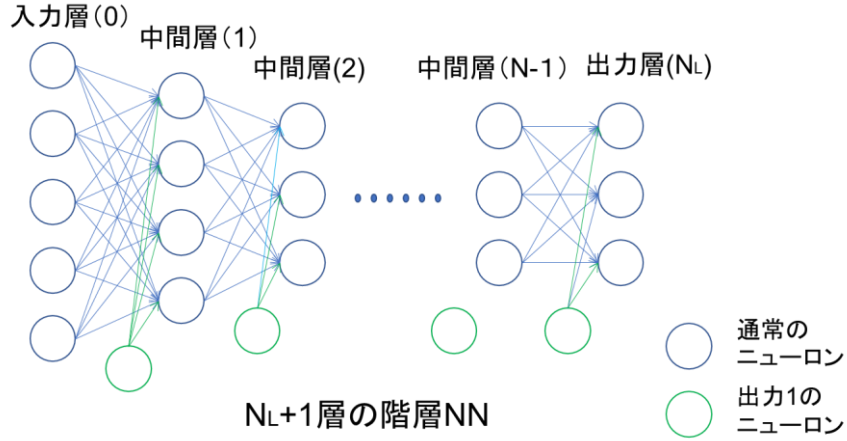 入力層(0)
中間層(1)
中間層(2)
中間層(N-1)
出力層(NL)
通常の
ニューロン
出力1の
ニューロン
NL+1層の階層NN